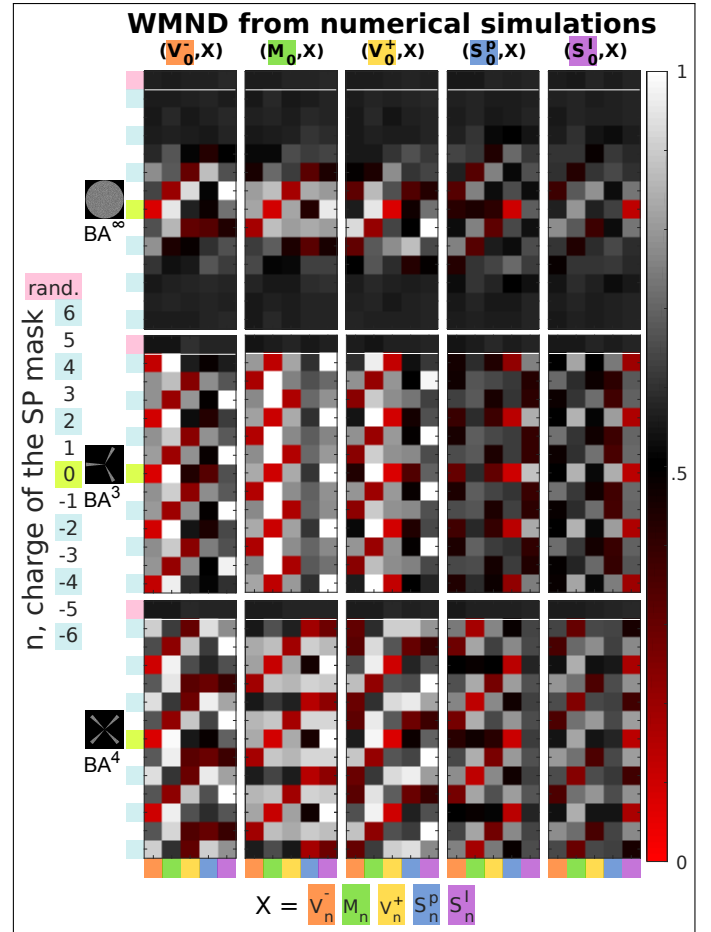 WMND from numerical simulations
(V₀⁻,X) (M₀,X) (V₀⁺,X) (S₀ᵖ,X) (S₀ˡ,X)
1
BA∞
n, charge of the SP mask
rand.
6
5
4
3
2
1
0
-1
-2
-3
-4
-5
-6
.5
BA³
BA⁴
0
X = Vₙ⁻ Mₙ Vₙ⁺ Sₙᵖ Sₙˡ